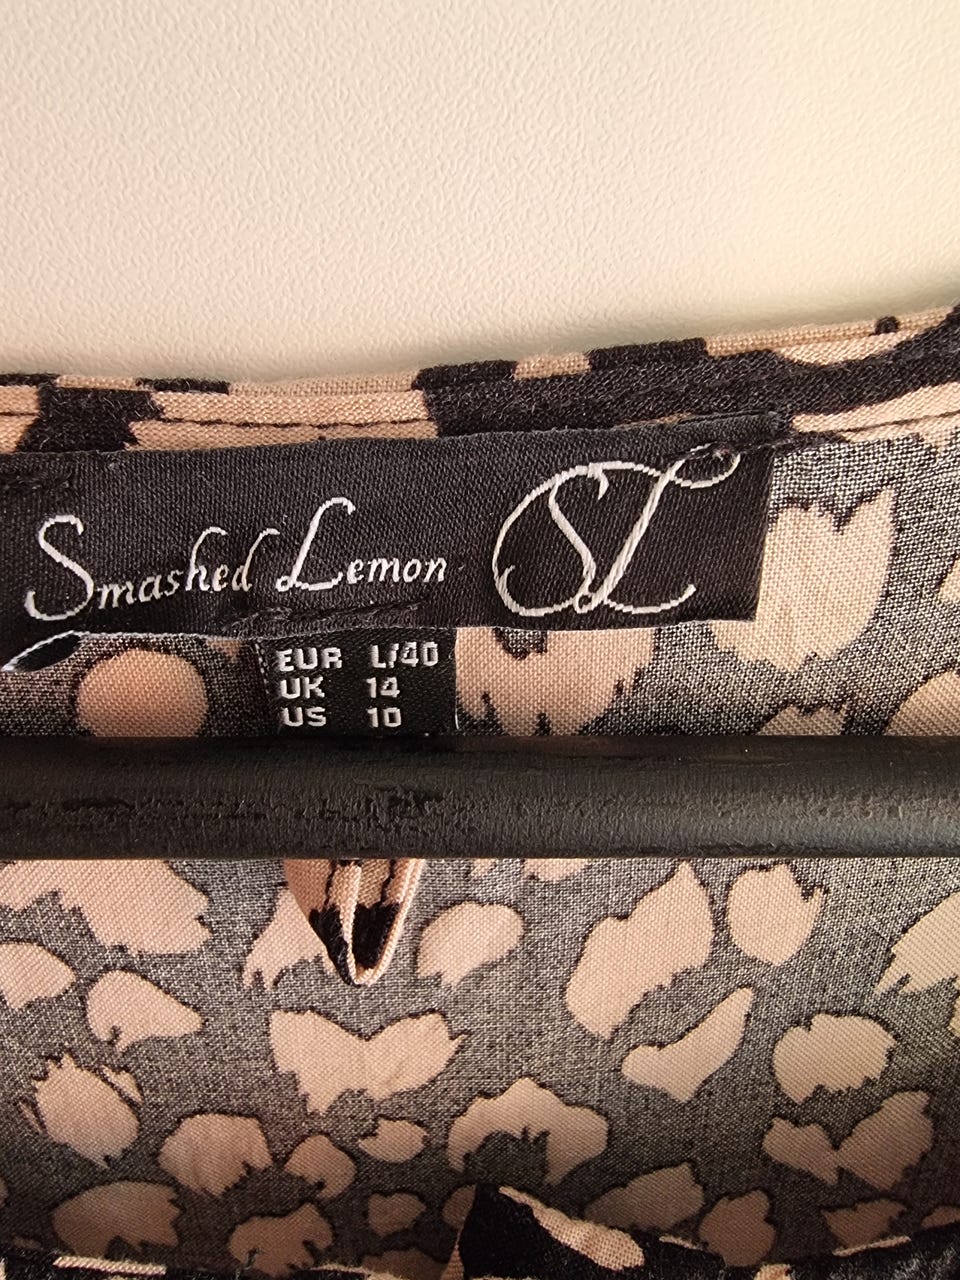 Smashed Lemon SL
EUR L/40
UK 14
US 10